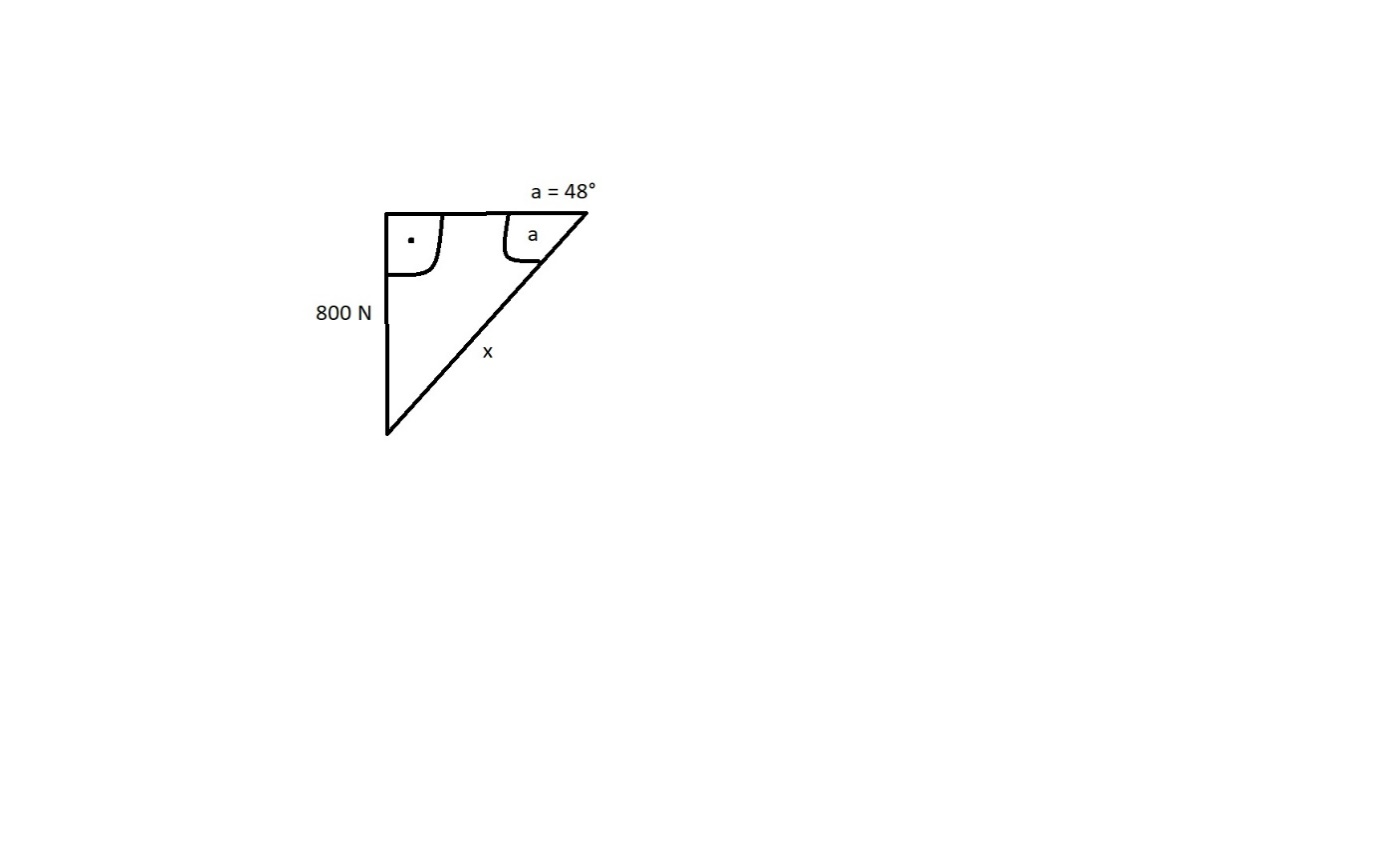 a = 48°
a
800 N
x